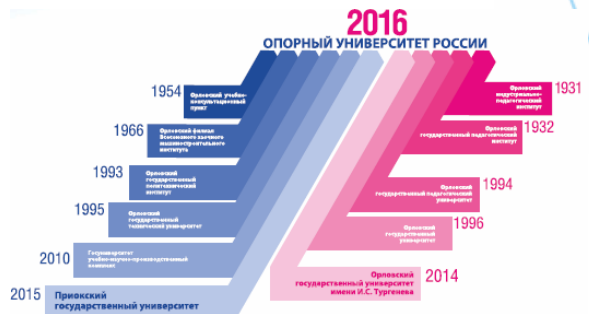 2016
ОПОРНЫЙ УНИВЕРСИТЕТ РОССИИ
1954
Орловский учебно-
консультационный
пункт
1966
Орловский филиал
Всесоюзного заочного
машиностроительного
института
1993
Орловский
государственный
политехнический
институт
1995
Орловский
государственный
технический университет
2010
Госуниверситет
учебно-научно-производственный
комплекс
2015
Приокский
государственный университет
1931
Орловский
индустриально-
педагогический
институт
1932
Орловский
государственный педагогический
институт
1994
Орловский
государственный педагогический
университет
1996
Орловский
государственный
университет
2014
Орловский
государственный университет
имени И.С. Тургенева